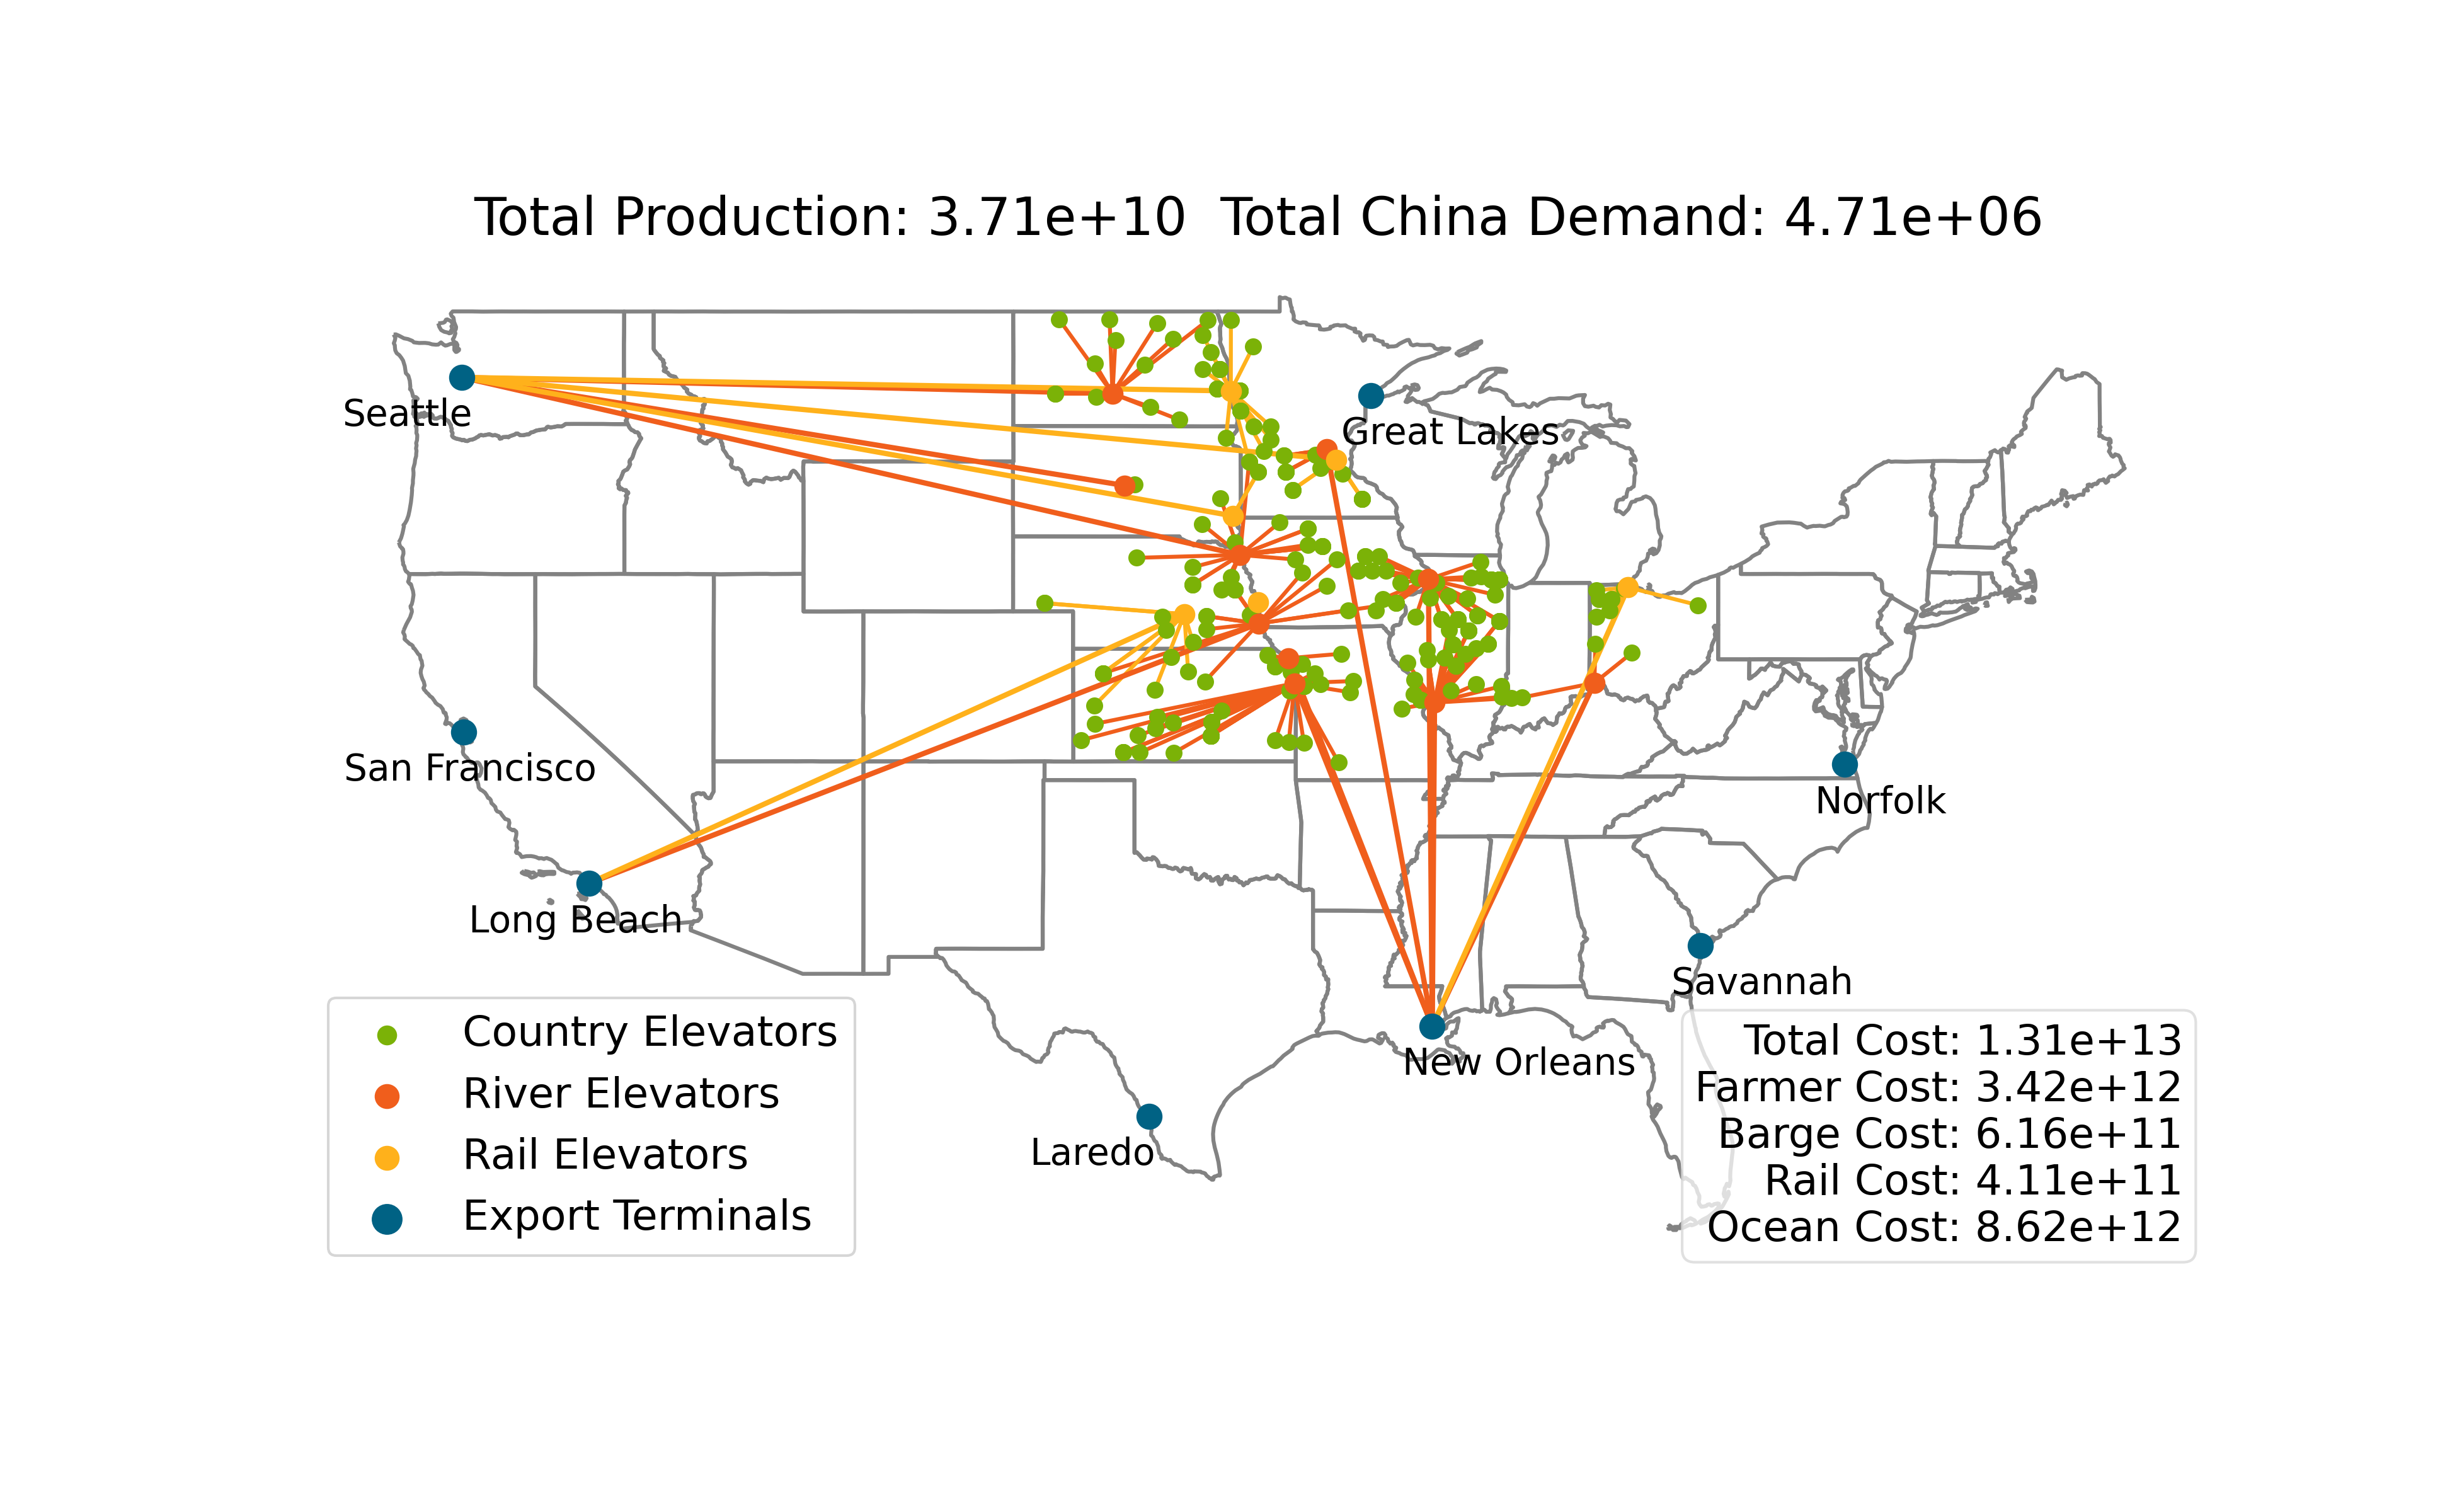 Total Production: 3.71e+10  Total China Demand: 4.71e+06
Seattle
Great Lakes
San Francisco
Norfolk
Long Beach
Savannah
New Orleans
Laredo
Country Elevators
River Elevators
Rail Elevators
Export Terminals
Total Cost: 1.31e+13
Farmer Cost: 3.42e+12
Barge Cost: 6.16e+11
Rail Cost: 4.11e+11
Ocean Cost: 8.62e+12